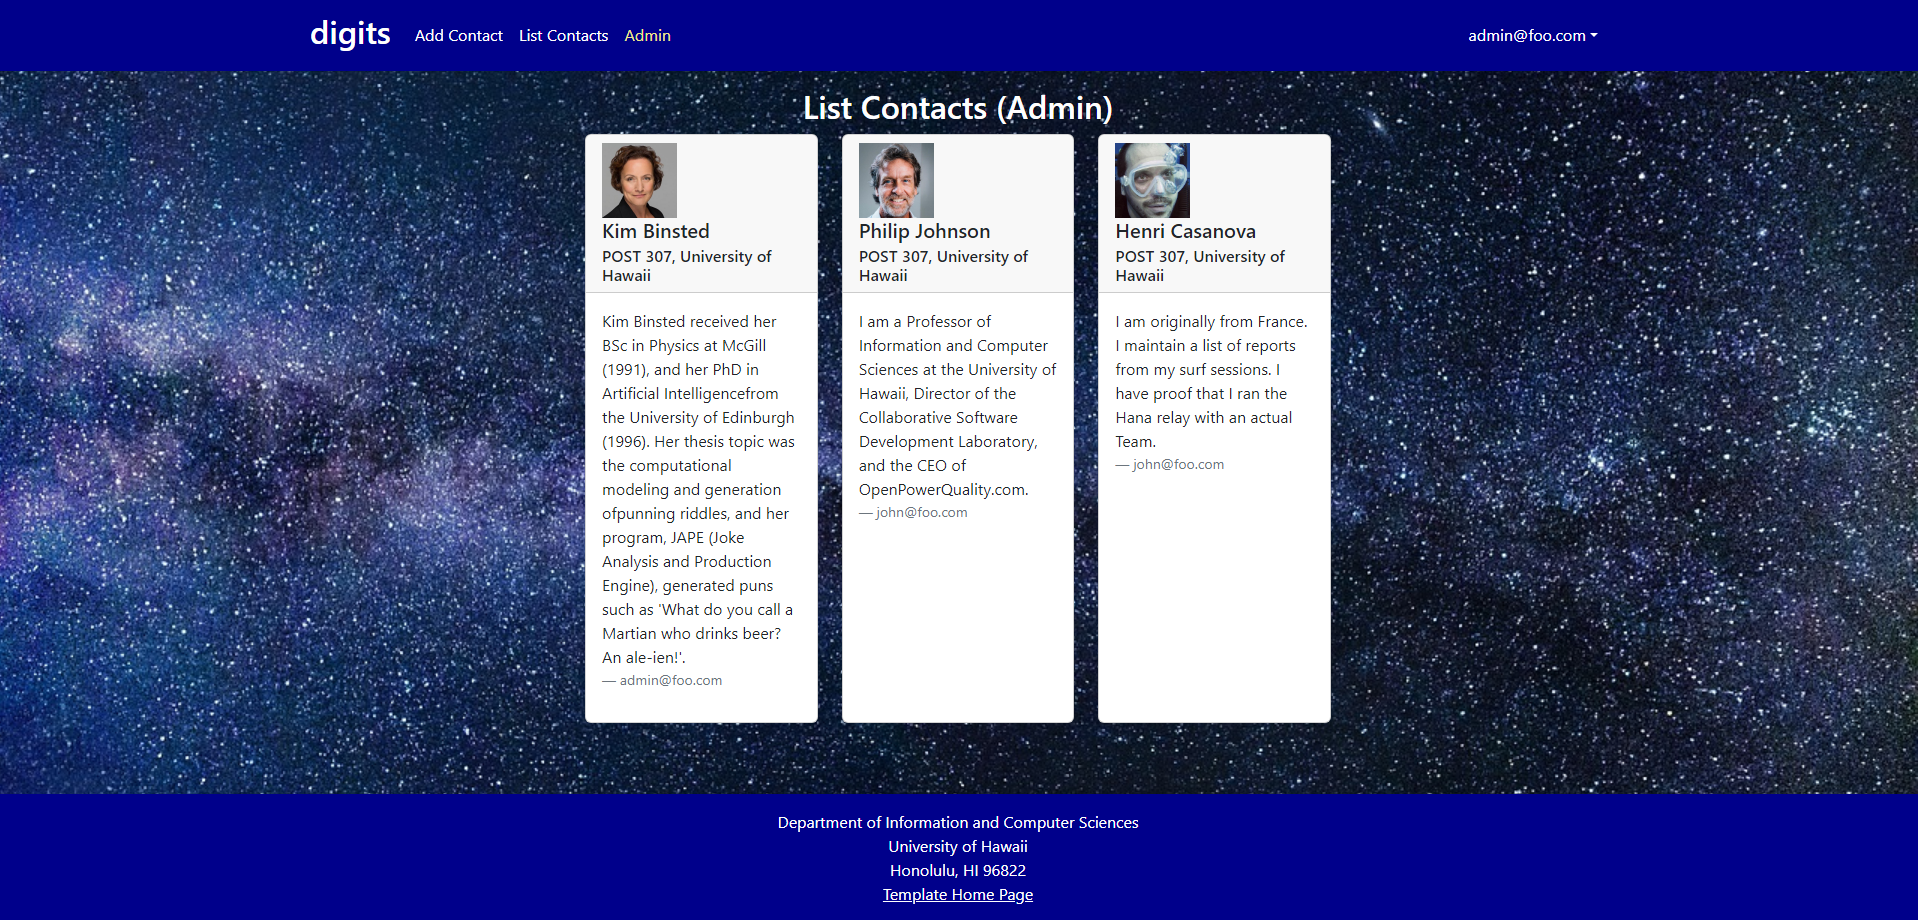 digits Add Contact List Contacts Admin admin@foo.com
List Contacts (Admin)
Kim Binsted
POST 307, University of
Hawaii
Kim Binsted received her
BSc in Physics at McGill
(1991), and her PhD in
Artificial Intelligencefrom
the University of Edinburgh
(1996). Her thesis topic was
the computational
modeling and generation
ofpunning riddles, and her
program, JAPE (Joke
Analysis and Production
Engine), generated puns
such as 'What do you call a
Martian who drinks beer?
An ale-ien!'.
— admin@foo.com
Philip Johnson
POST 307, University of
Hawaii
I am a Professor of
Information and Computer
Sciences at the University of
Hawaii, Director of the
Collaborative Software
Development Laboratory,
and the CEO of
OpenPowerQuality.com.
— john@foo.com
Henri Casanova
POST 307, University of
Hawaii
I am originally from France.
I maintain a list of reports
from my surf sessions. I
have proof that I ran the
Hana relay with an actual
Team.
— john@foo.com
Department of Information and Computer Sciences
University of Hawaii
Honolulu, HI 96822
Template Home Page